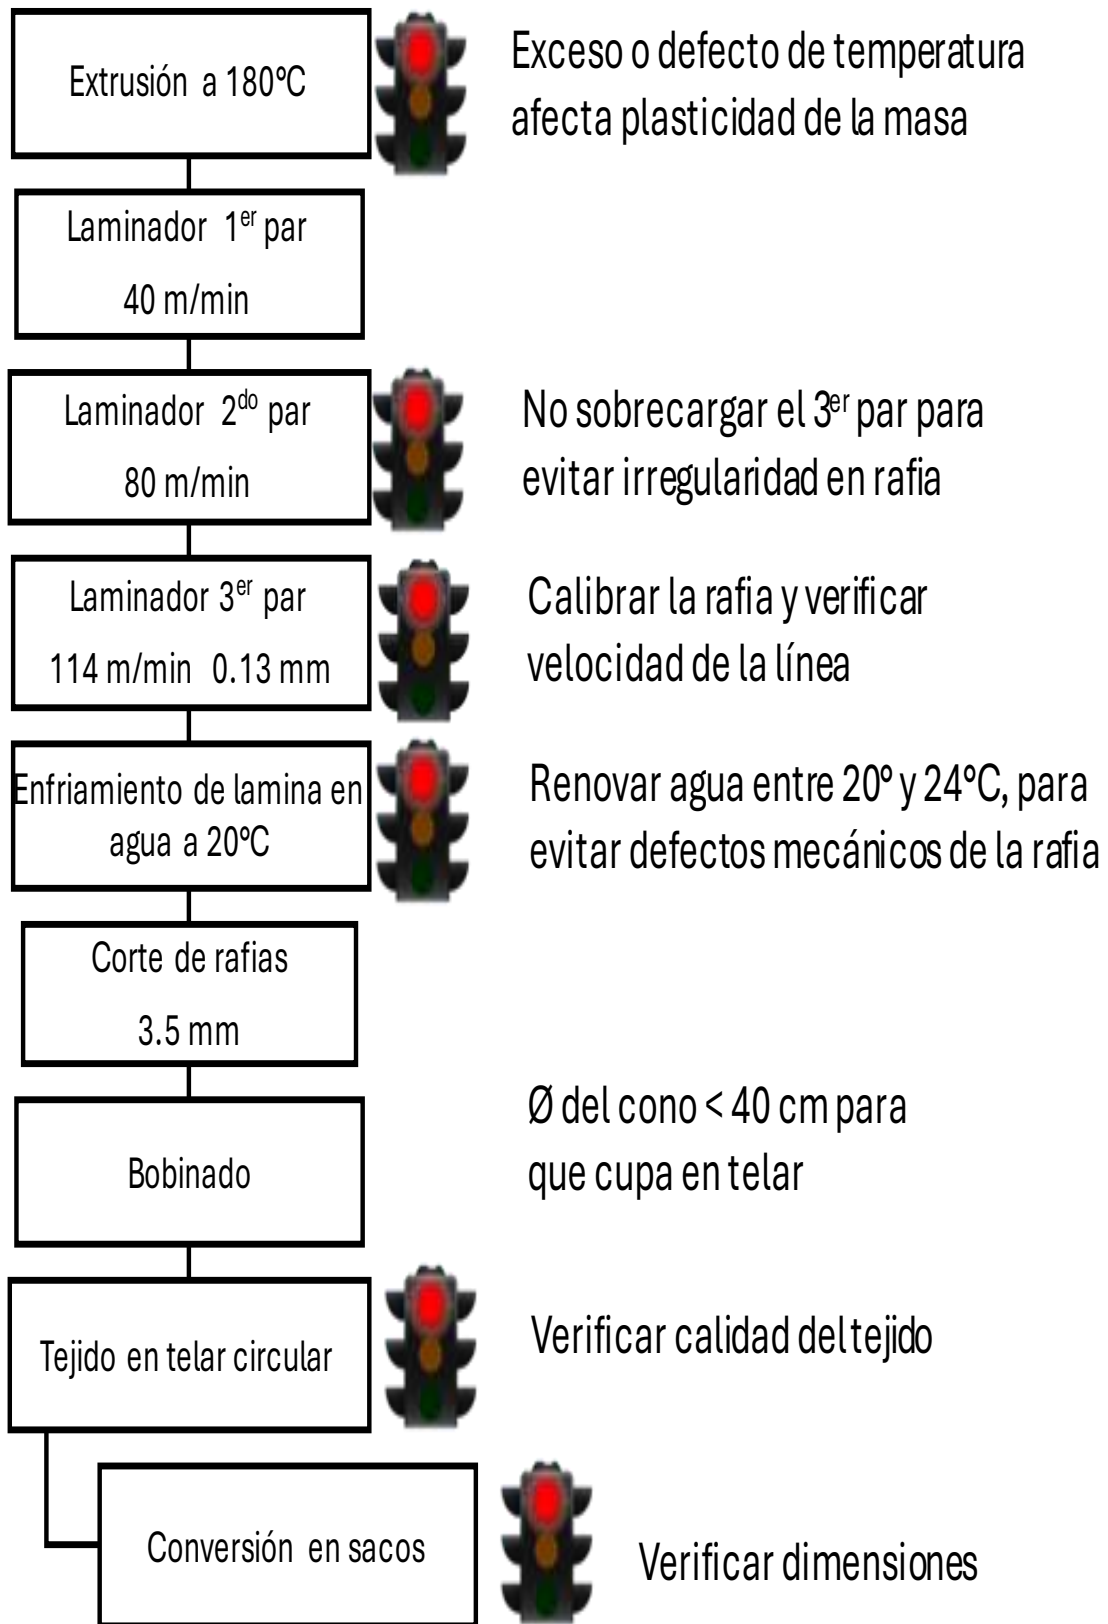 Extrusión a 180ºC
Exceso o defecto de temperatura
afecta plasticidad de la masa
Laminador 1er par
40 m/min
Laminador 2do par
80 m/min
No sobrecargar el 3er par para
evitar irregularidad en rafia
Laminador 3er par
114 m/min 0.13 mm
Calibrar la rafia y verificar
velocidad de la línea
Enfriamiento de lamina en
agua a 20ºC
Renovar agua entre 20º y 24ºC, para
evitar defectos mecánicos de la rafia
Corte de rafias
3.5 mm
Bobinado
Ø del cono < 40 cm para
que cupa en telar
Tejido en telar circular
Verificar calidad del tejido
Conversión en sacos
Verificar dimensiones